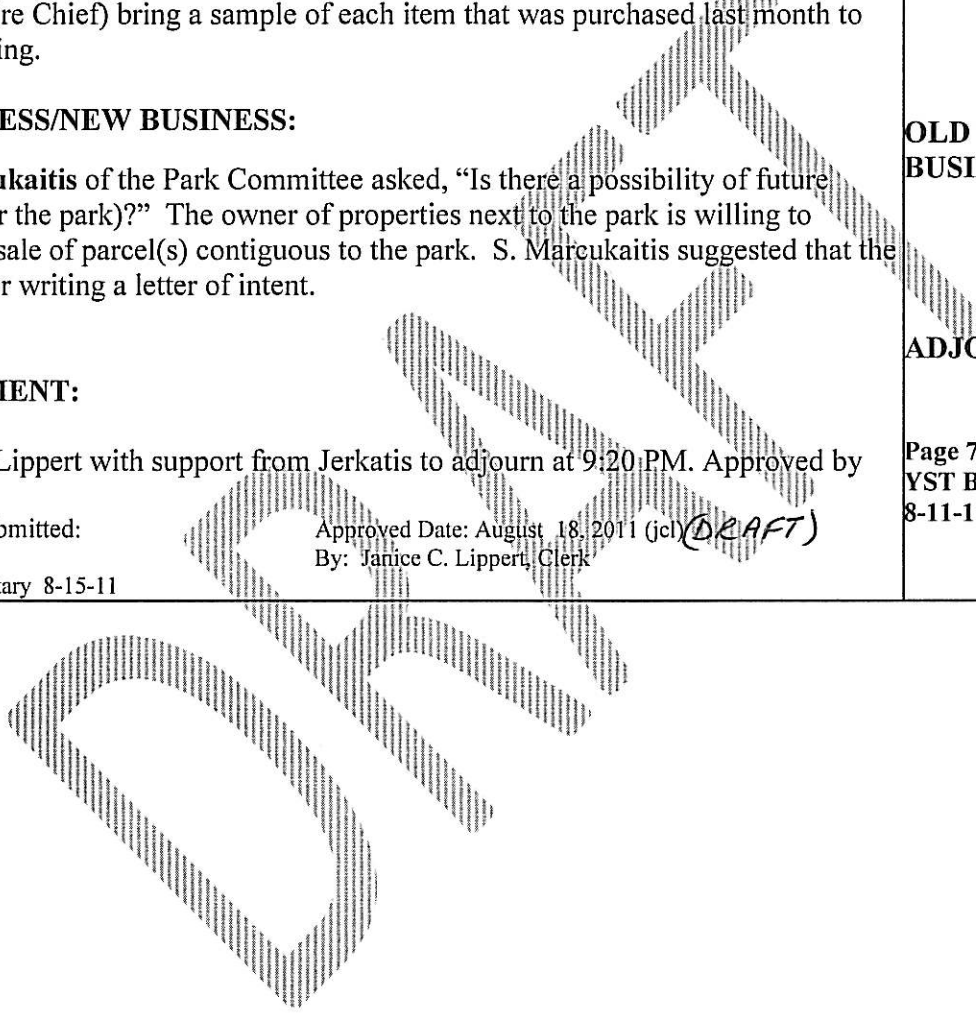 re Chief) bring a sample of each item that was purchased last month to
ing.
ESS/NEW BUSINESS:
ukaitis of the Park Committee asked, “Is there a possibility of future
r the park)?” The owner of properties next to the park is willing to
sale of parcel(s) contiguous to the park. S. Marcukaitis suggested that the
r writing a letter of intent.
MENT:
Lippert with support from Jerkatis to adjourn at 9:20 PM. Approved by
bmitted:
Approved Date: August 18, 2011 (jcl) (DRAFT)
By: Janice C. Lippert, Clerk
tary 8-15-11
OLD
BUSI
ADJO
Page 7
YST B
8-11-1
DRAFT